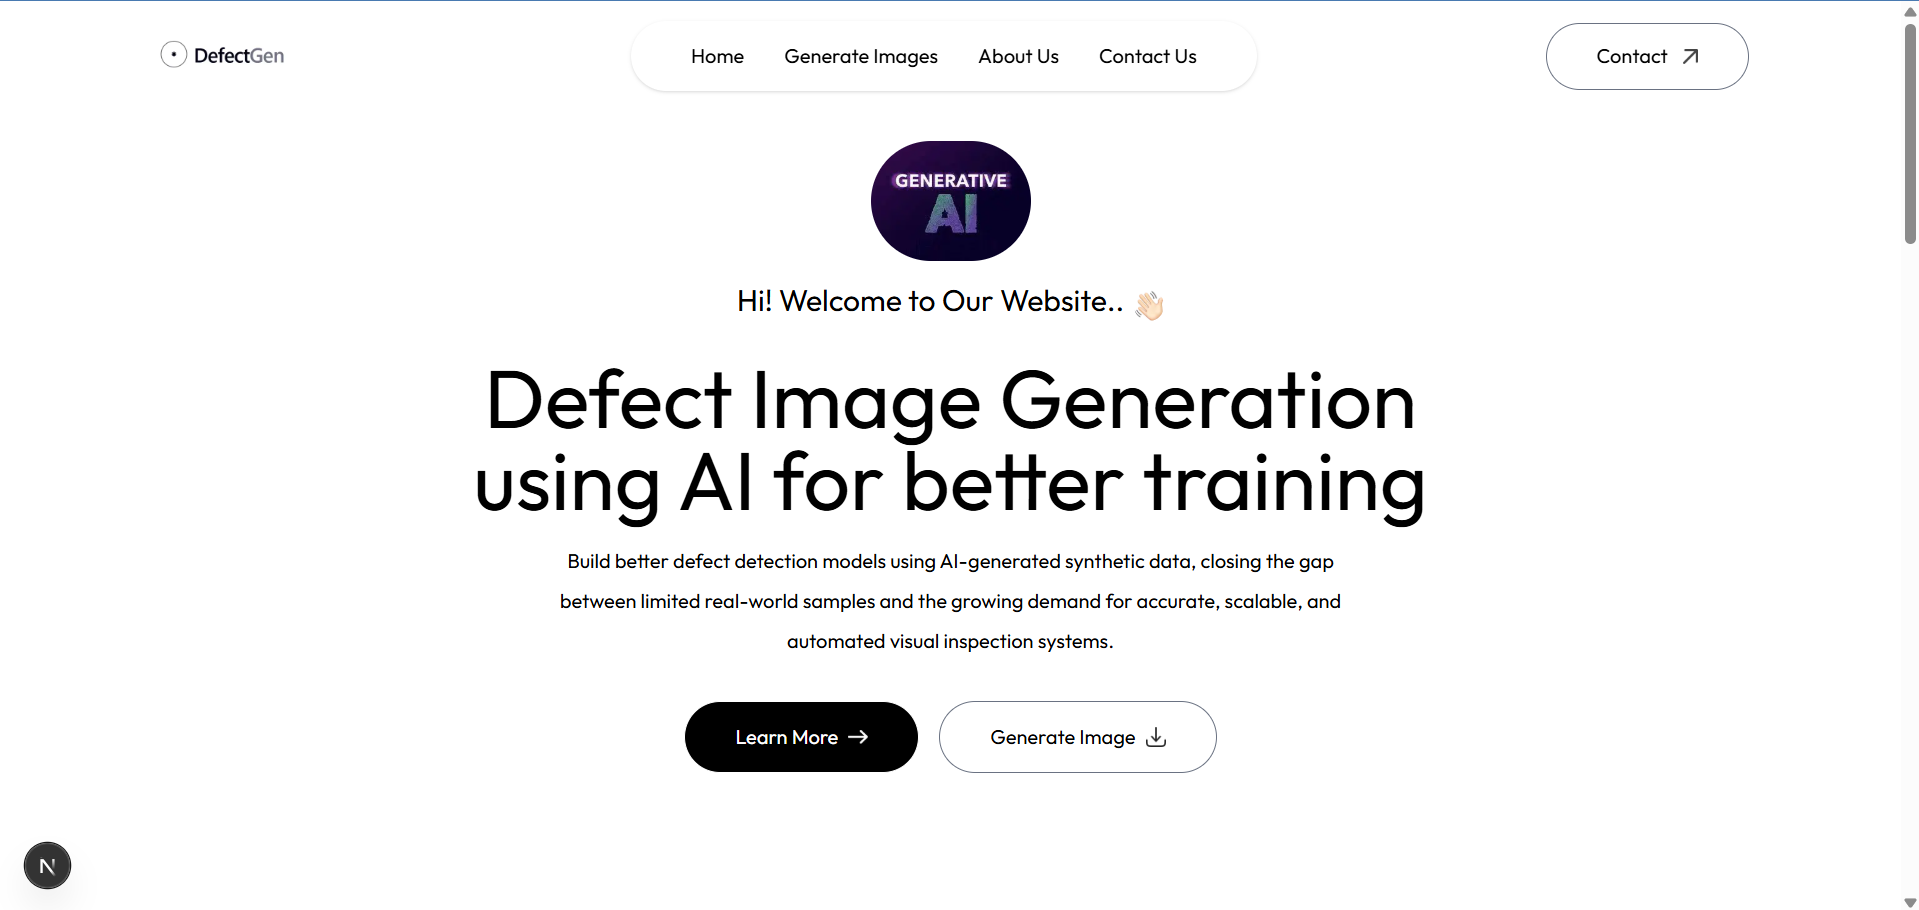 DefectGen
Home
Generate Images
About Us
Contact Us
Contact
GENERATIVE
AI
Hi! Welcome to Our Website.. 👋🏻
Defect Image Generation
using AI for better training
Build better defect detection models using AI-generated synthetic data, closing the gap
between limited real-world samples and the growing demand for accurate, scalable, and
automated visual inspection systems.
Learn More
Generate Image
N